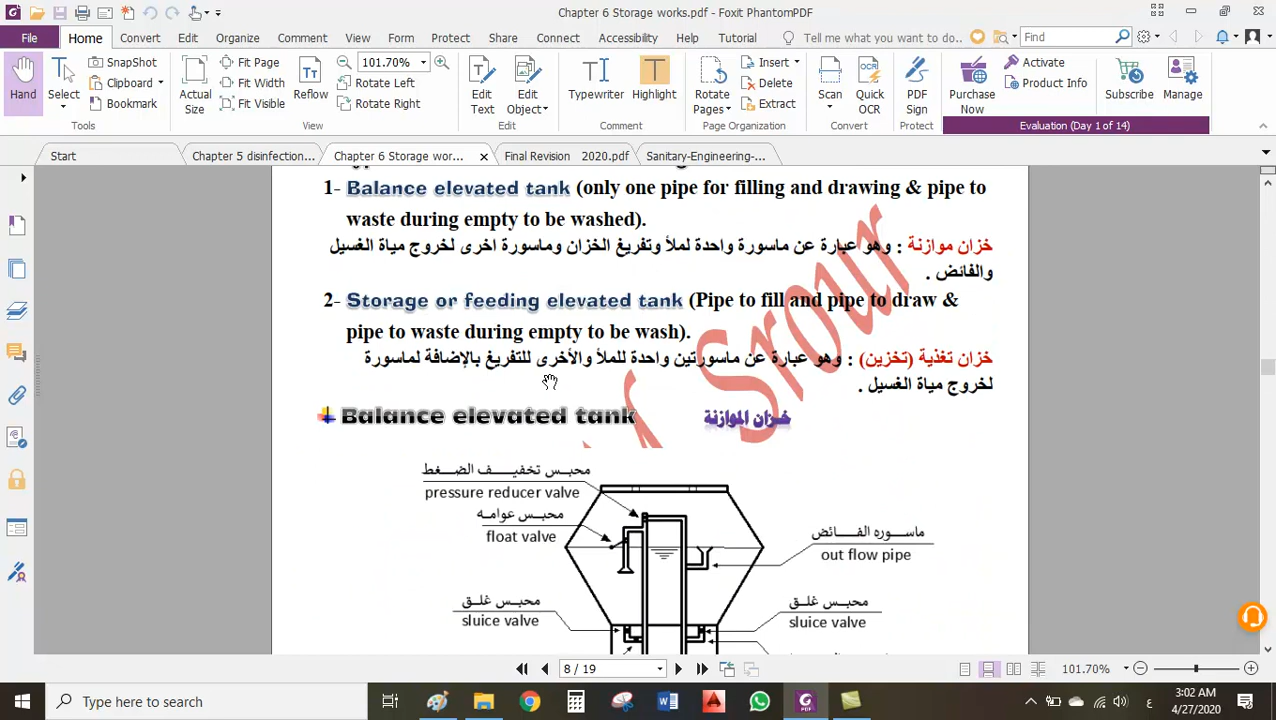 Chapter 6 Storage works.pdf - Foxit PhantomPDF
File Home Convert Edit Organize Comment View Form Protect Share Connect Accessibility Help Tutorial Tell me what you want to do.. Find
Hand
Select
SnapShot
Clipboard
Bookmark
Tools
Actual Size
Fit Page
Fit Width
Fit Visible
Reflow
101.70%
Rotate Left
Rotate Right
View
Edit Text
Edit Object
Edit
Typewriter
Highlight
Comment
Rotate Pages
Insert
Delete
Extract
Page Organization
Scan
Quick OCR
Convert
PDF Sign
Protect
Purchase Now
Activate
Product Info
Subscribe
Manage
Evaluation (Day 1 of 14)
Start Chapter 5 disinfection... Chapter 6 Storage wor... Final Revision 2020.pdf Sanitary-Engineering-...
1- Balance elevated tank (only one pipe for filling and drawing & pipe to
waste during empty to be washed).
خزان موازنة : وهو عبارة عن ماسورة واحدة لملأ وتفريغ الخزان وماسورة اخرى لخروج مياة الغسيل
والفائض .
2- Storage or feeding elevated tank (Pipe to fill and pipe to draw &
pipe to waste during empty to be wash).
خزان تغذية (تخزين) : وهو عبارة عن ماسورتين واحدة للملأ والأخرى للتفريغ بالإضافة لماسورة
لخروج مياة الغسيل .
Balance elevated tank خزان الموازنة
محبس تخفيف الضغط
pressure reducer valve
محبس عوامه
float valve
ماسوره الفائض
out flow pipe
محبس غلق
sluice valve
محبس غلق
sluice valve
Srour
8 / 19
101.70%
Type here to search
3:02 AM
4/27/2020
ع